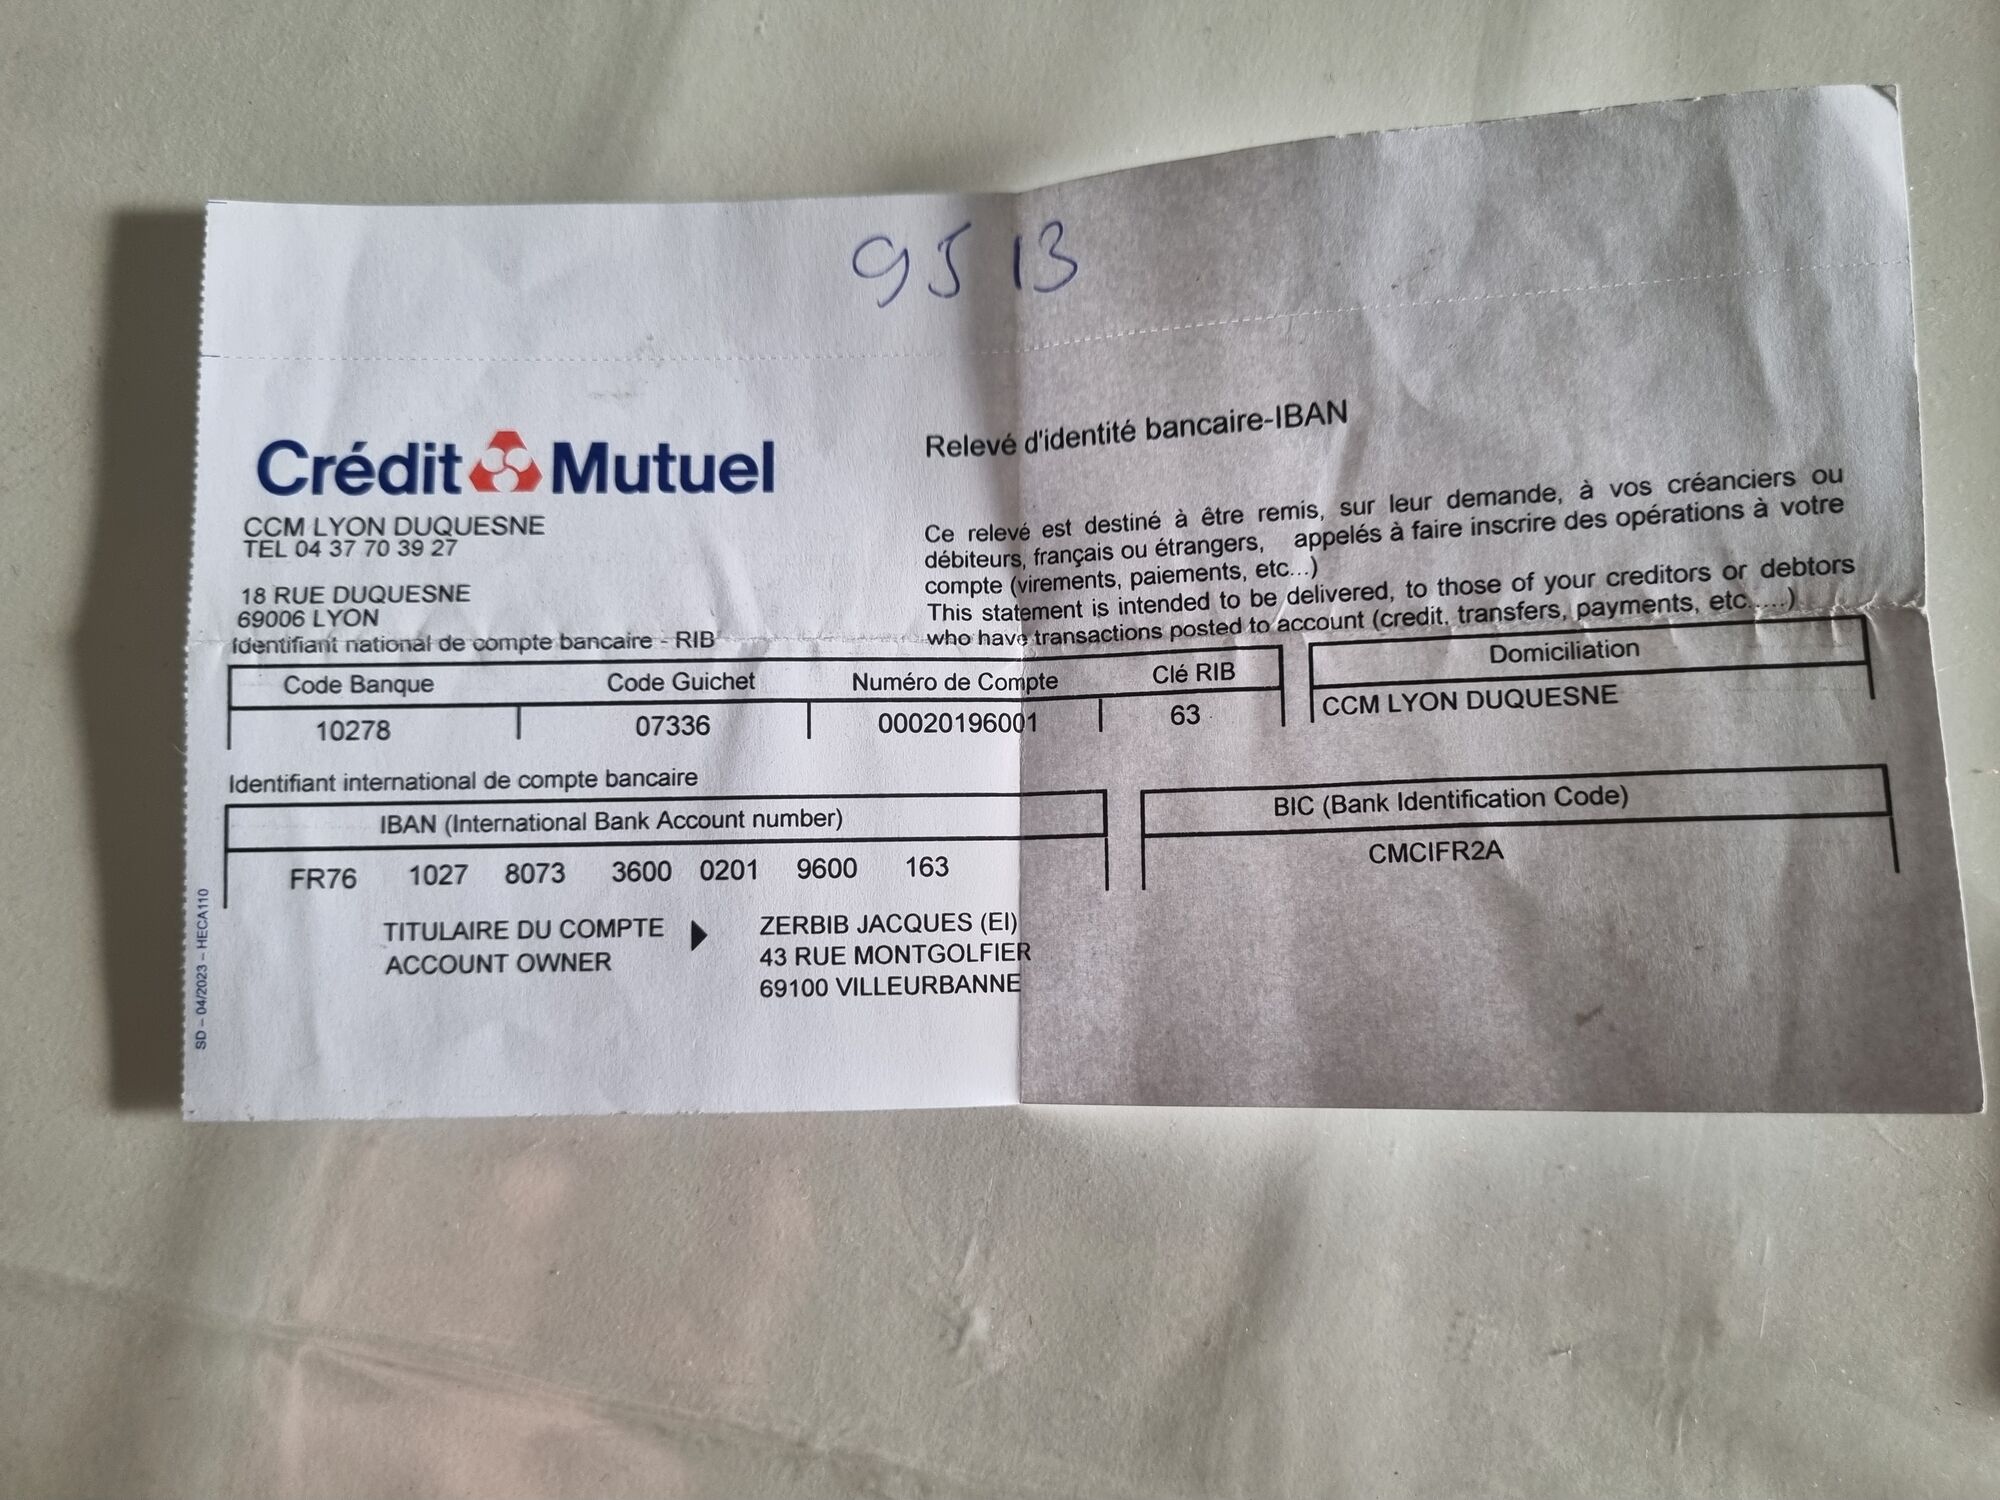 9513
Crédit Mutuel
CCM LYON DUQUESNE
TEL 04 37 70 39 27
18 RUE DUQUESNE
69006 LYON
Relevé d'identité bancaire-IBAN
Ce relevé est destiné à être remis, sur leur demande, à vos créanciers ou
débiteurs, français ou étrangers, appelés à faire inscrire des opérations à votre
compte (virements, paiements, etc...)
This statement is intended to be delivered, to those of your creditors or debtors
who have transactions posted to account (credit. transfers, payments, etc.....)
Identifiant national de compte bancaire - RIB
Code Banque Code Guichet Numéro de Compte Clé RIB
10278 07336 00020196001 63
Domiciliation
CCM LYON DUQUESNE
Identifiant international de compte bancaire
IBAN (International Bank Account number)
FR76 1027 8073 3600 0201 9600 163
BIC (Bank Identification Code)
CMCIFR2A
TITULAIRE DU COMPTE
ACCOUNT OWNER
ZERBIB JACQUES (EI)
43 RUE MONTGOLFIER
69100 VILLEURBANNE
SD – 04/2023 – HECA110